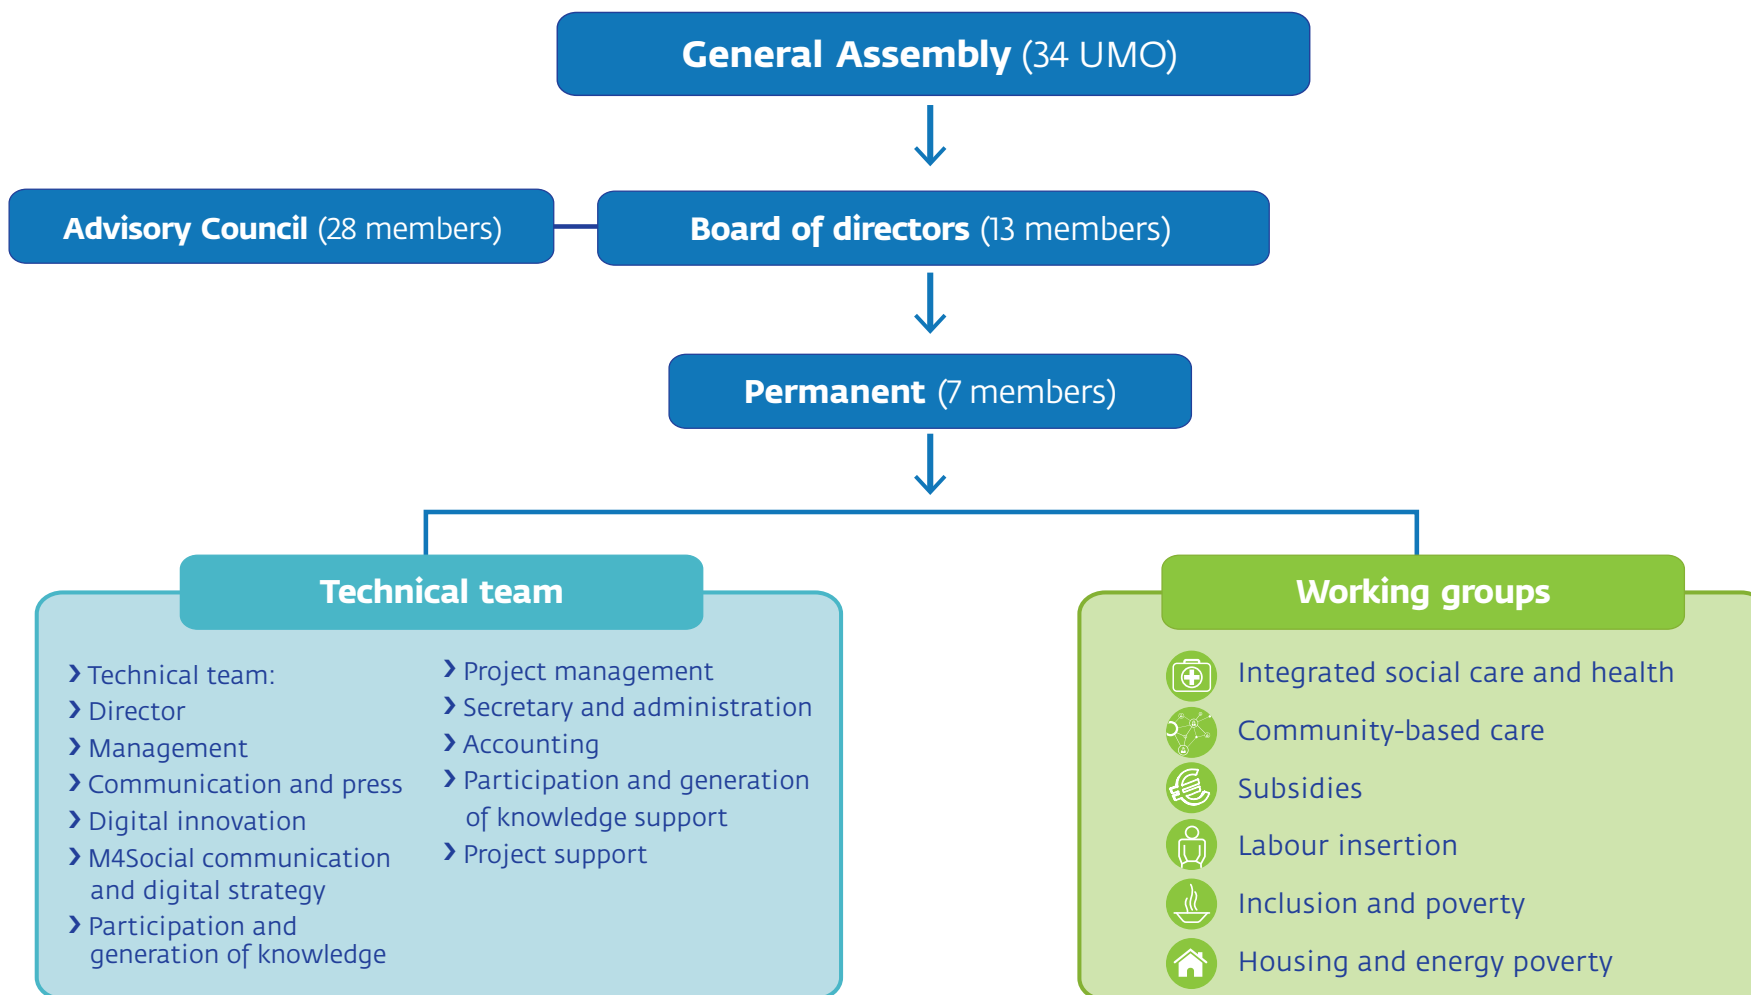 General Assembly (34 UMO)
Advisory Council (28 members)
Board of directors (13 members)
Permanent (7 members)
Technical team
› Technical team:
› Director
› Management
› Communication and press
› Digital innovation
› M4Social communication
and digital strategy
› Participation and
generation of knowledge
› Project management
› Secretary and administration
› Accounting
› Participation and generation
of knowledge support
› Project support
Working groups
Integrated social care and health
Community-based care
Subsidies
Labour insertion
Inclusion and poverty
Housing and energy poverty